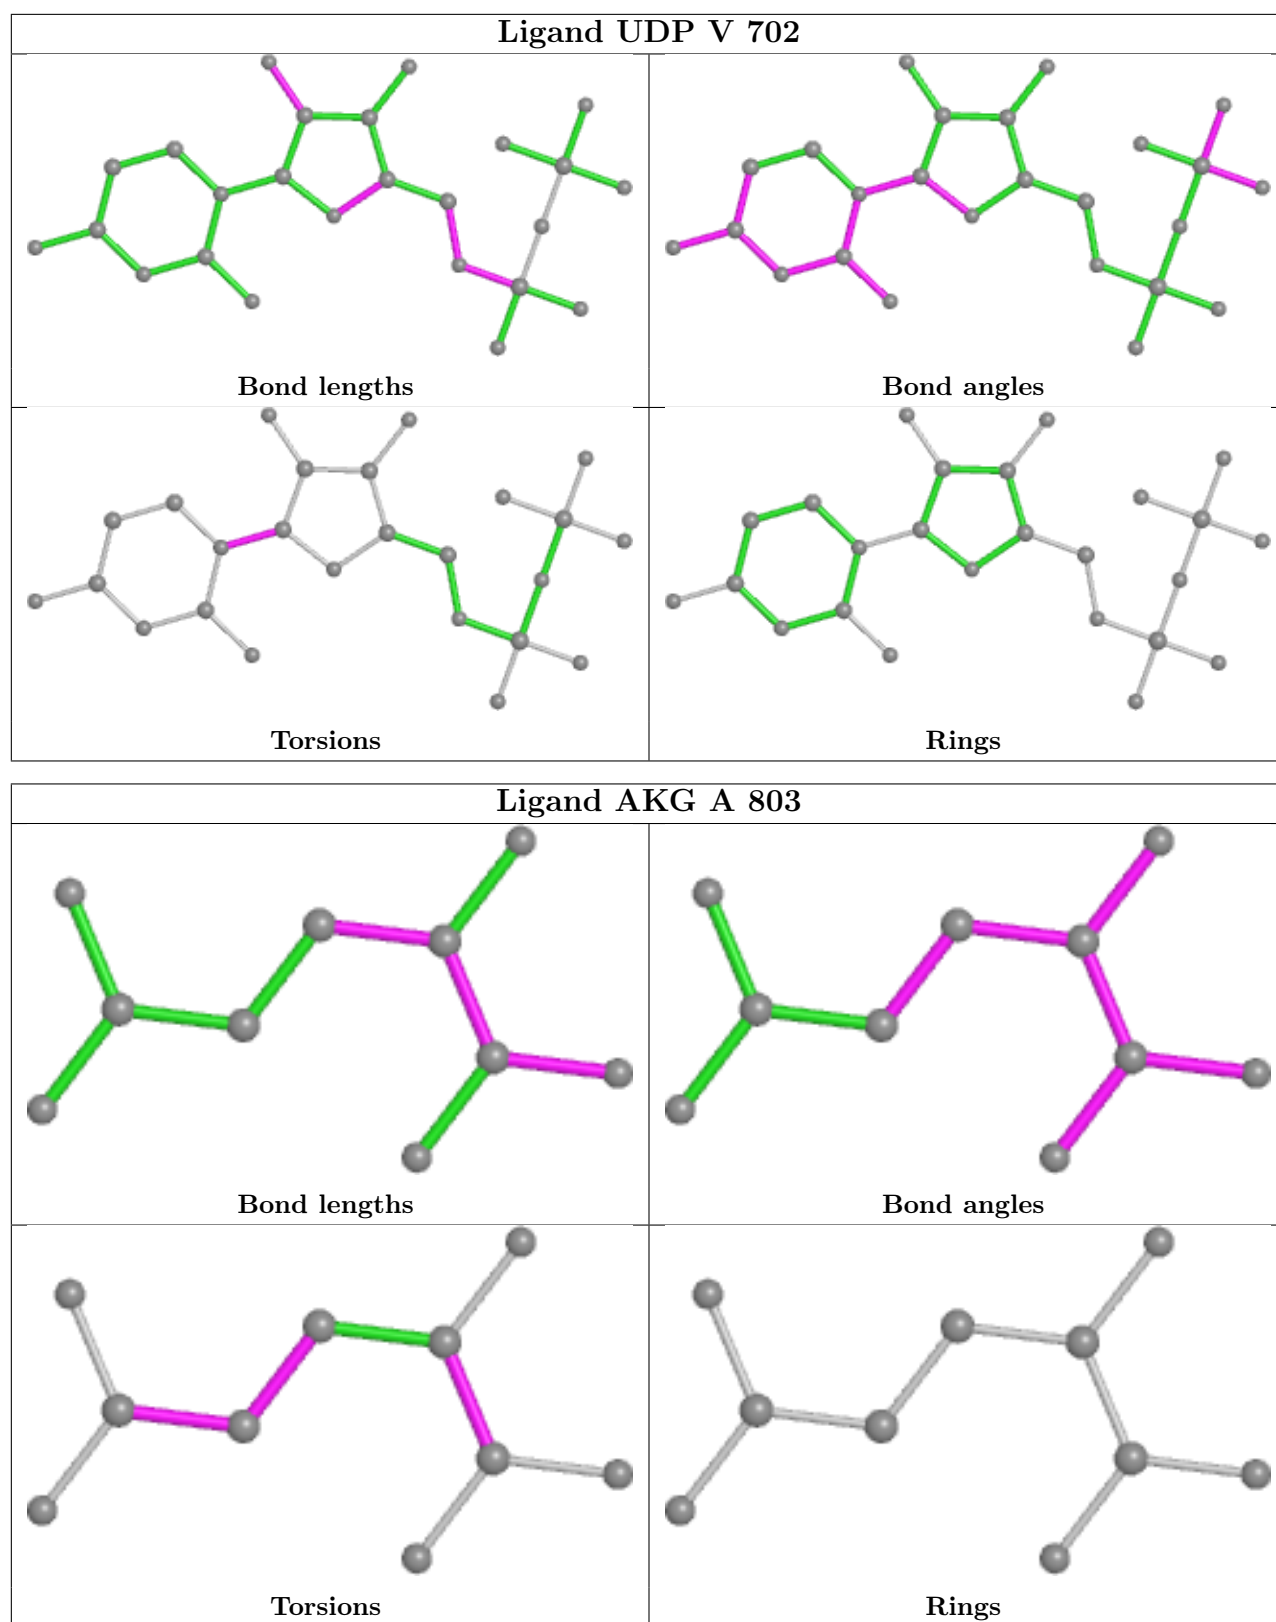 Ligand UDP V 702
Bond lengths
Bond angles
Torsions
Rings
Ligand AKG A 803
Bond lengths
Bond angles
Torsions
Rings